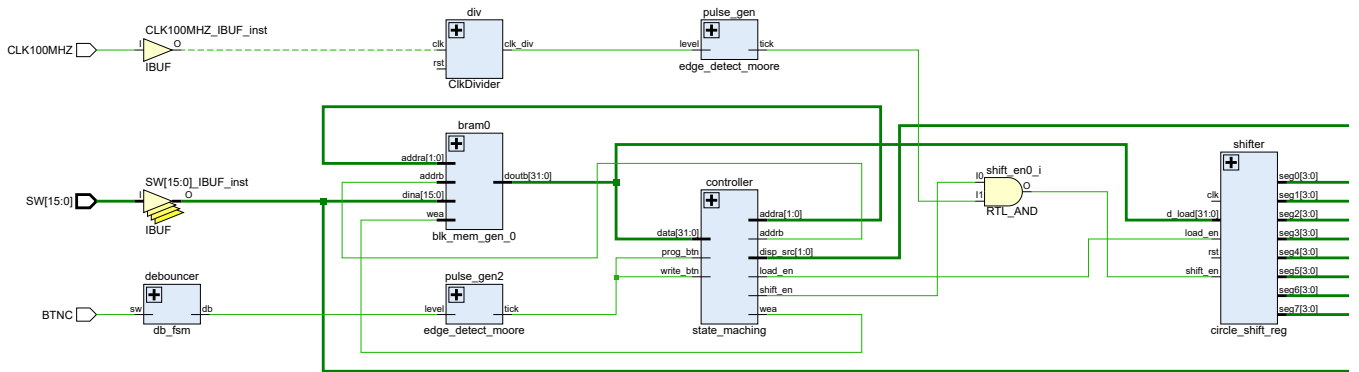 div
pulse_gen
CLK100MHZ
CLK100MHZ_IBUF_inst
I
O
IBUF
clk
clk_div
rst
ClkDivider
level
tick
edge_detect_moore
bram0
addra[1:0]
addrb
dina[15:0]
wea
doutb[31:0]
blk_mem_gen_0
SW[15:0]
SW[15:0]_IBUF_inst
I
O
IBUF
controller
data[31:0]
prog_btn
write_btn
addra[1:0]
addrb
disp_src[1:0]
load_en
shift_en
wea
state_maching
shift_en0_i
I0
I1
O
RTL_AND
shifter
clk
d_load[31:0]
load_en
rst
shift_en
seg0[3:0]
seg1[3:0]
seg2[3:0]
seg3[3:0]
seg4[3:0]
seg5[3:0]
seg6[3:0]
seg7[3:0]
circle_shift_reg
BTNC
debouncer
sw
db
db_fsm
pulse_gen2
level
tick
edge_detect_moore